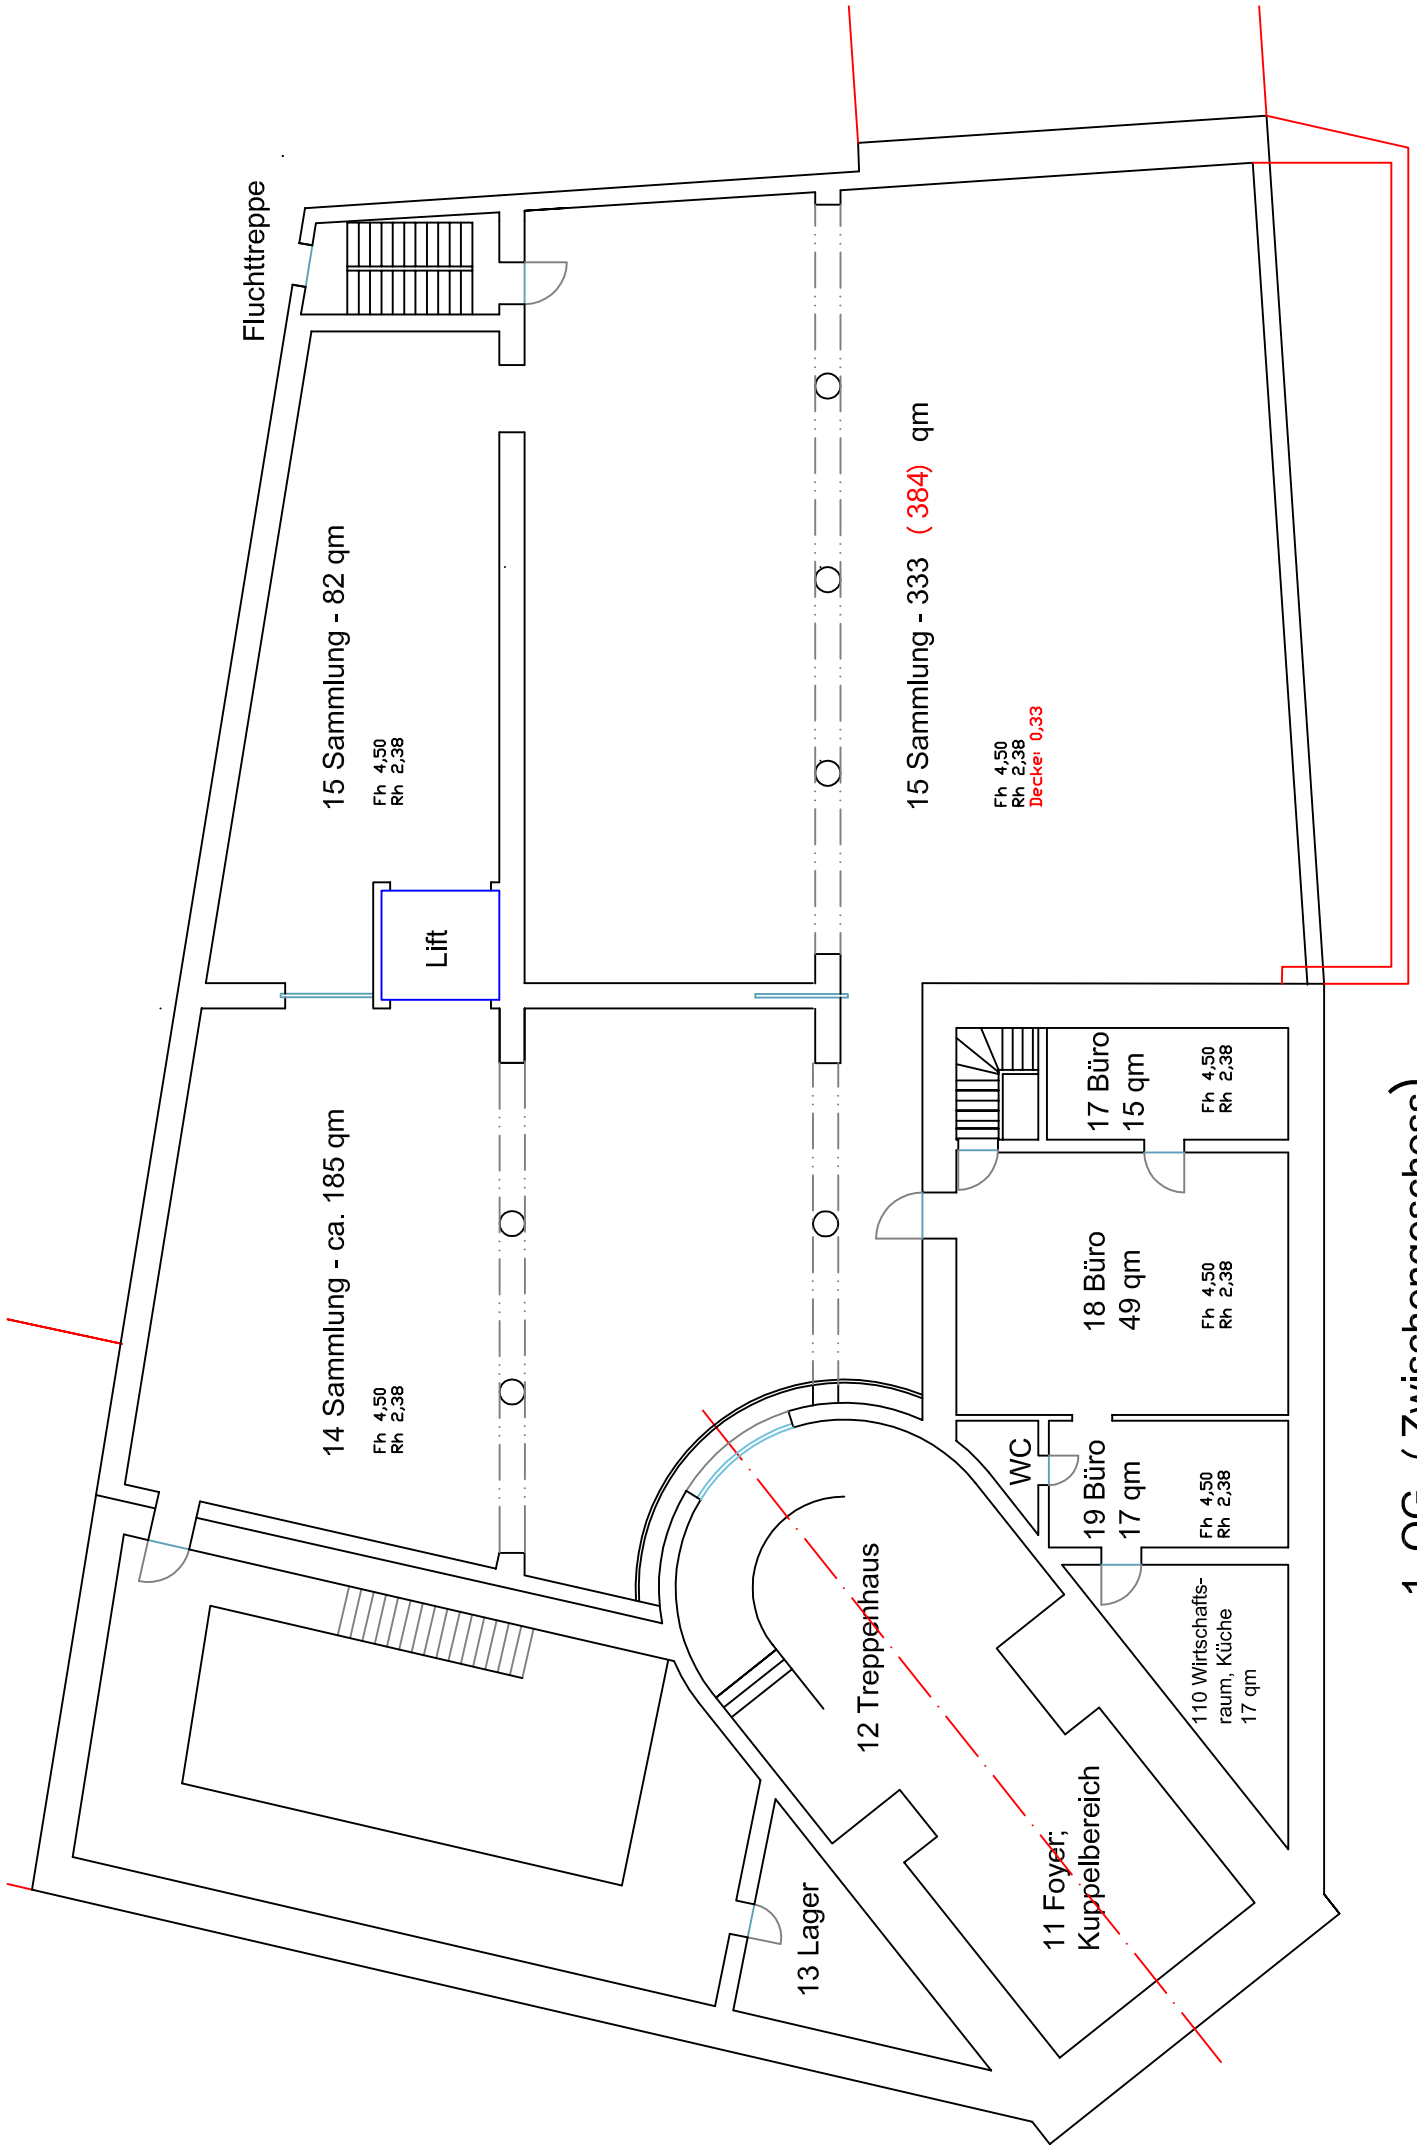 Fluchttreppe
15 Sammlung - 82 qm
Fh 4,50
Rh 2,38
Lift
14 Sammlung - ca. 185 qm
Fh 4,50
Rh 2,38
15 Sammlung - 333 ( 384) qm
Fh 4,50
Rh 2,38
Decke: 0,33
17 Büro
15 qm
Fh 4,50
Rh 2,38
18 Büro
49 qm
Fh 4,50
Rh 2,38
WC
19 Büro
17 qm
Fh 4,50
Rh 2,38
110 Wirtschafts-
raum, Küche
17 qm
12 Treppenhaus
11 Foyer;
Kuppelbereich
13 Lager
1. OG ( Zwischengeschoss)